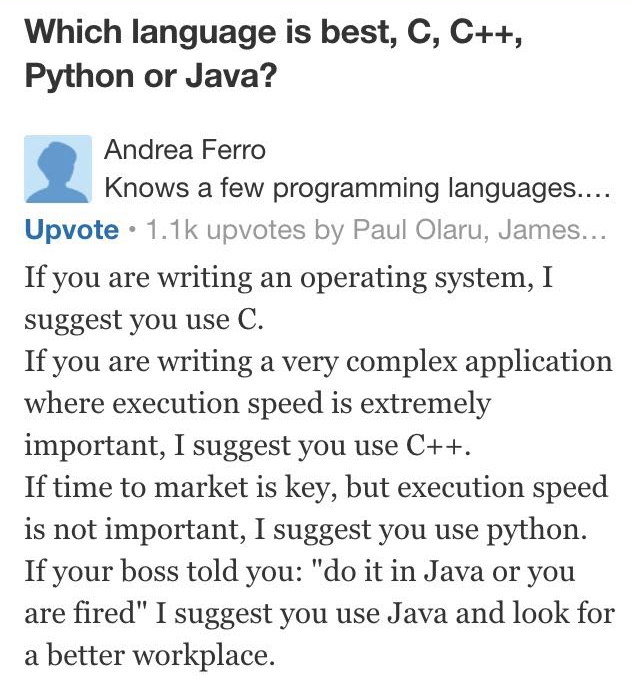 Which language is best, C, C++,
Python or Java?
Andrea Ferro
Knows a few programming languages....
Upvote • 1.1k upvotes by Paul Olaru, James...
If you are writing an operating system, I
suggest you use C.
If you are writing a very complex application
where execution speed is extremely
important, I suggest you use C++.
If time to market is key, but execution speed
is not important, I suggest you use python.
If your boss told you: "do it in Java or you
are fired" I suggest you use Java and look for
a better workplace.